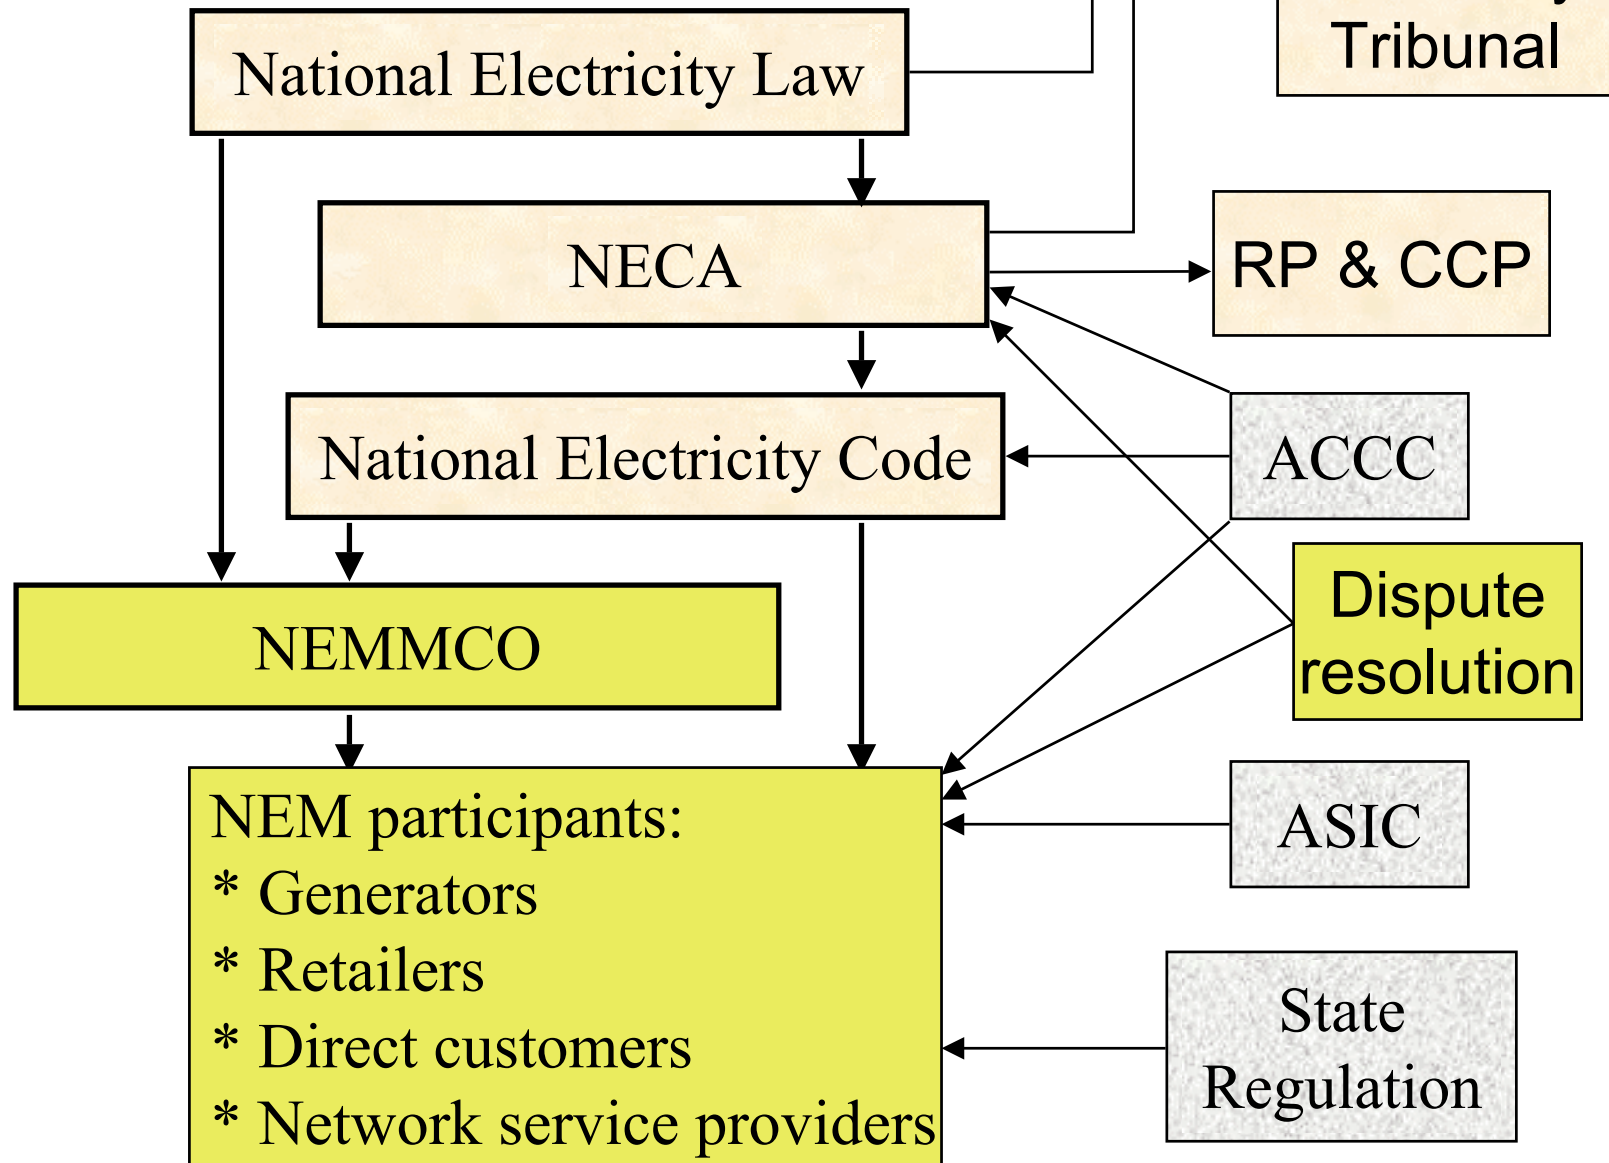 National Electricity Law
Tribunal
NECA
RP & CCP
National Electricity Code
ACCC
NEMMCO
Dispute
resolution
NEM participants:
* Generators
* Retailers
* Direct customers
* Network service providers
ASIC
State
Regulation